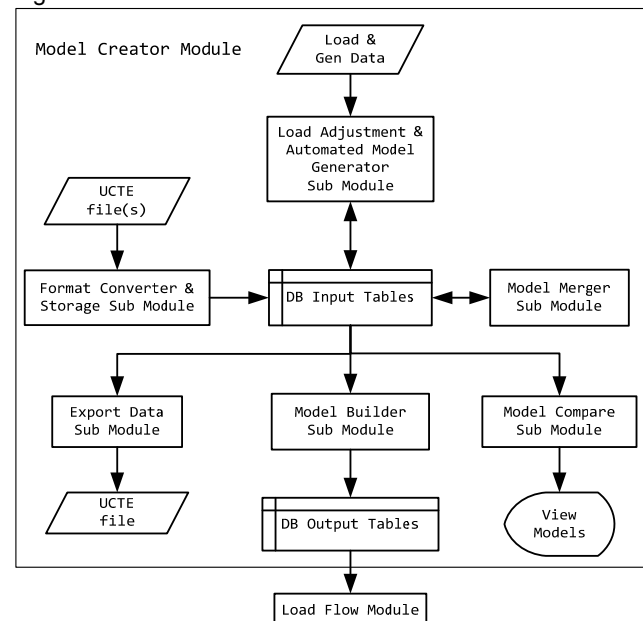 Model Creator Module
Load &
Gen Data
Load Adjustment &
Automated Model
Generator
Sub Module
UCTE
file(s)
Format Converter &
Storage Sub Module
DB Input Tables
Model Merger
Sub Module
Export Data
Sub Module
Model Builder
Sub Module
Model Compare
Sub Module
UCTE
file
DB Output Tables
View
Models
Load Flow Module